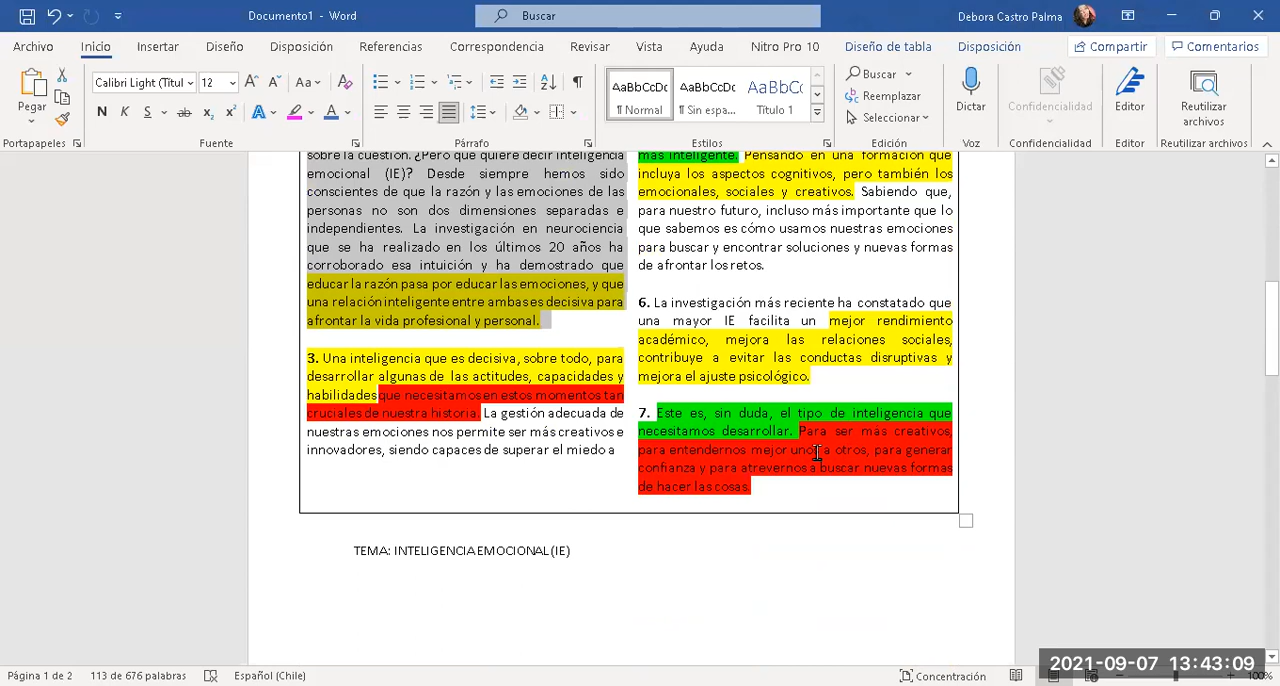 Documento1 - Word
Buscar
Debora Castro Palma
Archivo Inicio Insertar Diseño Disposición Referencias Correspondencia Revisar Vista Ayuda Nitro Pro 10 Diseño de tabla Disposición Compartir Comentarios
Pegar
Calibri Light (Títul 12
Aa
N K S ab x₂ x²
AaBbCcDc AaBbCcDc AaBbCc
¶ Normal ¶ Sin espa... Título 1
Buscar
Reemplazar
Seleccionar
Dictar
Confidencialidad
Editor
Reutilizar archivos
Portapapeles Fuente Párrafo Estilos Edición Voz Confidencialidad Editor Reutilizar archivos
sobre la cuestión. ¿Pero qué quiere decir inteligencia
emocional (IE)? Desde siempre hemos sido
conscientes de que la razón y las emociones de las
personas no son dos dimensiones separadas e
independientes. La investigación en neurociencia
que se ha realizado en los últimos 20 años ha
corroborado esa intuición y ha demostrado que
educar la razón pasa por educar las emociones, y que
una relación inteligente entre ambas es decisiva para
afrontar la vida profesional y personal.
3. Una inteligencia que es decisiva, sobre todo, para
desarrollar algunas de las actitudes, capacidades y
habilidades que necesitamos en estos momentos tan
cruciales de nuestra historia. La gestión adecuada de
nuestras emociones nos permite ser más creativos e
innovadores, siendo capaces de superar el miedo a
más inteligente. Pensando en una formación que
incluya los aspectos cognitivos, pero también los
emocionales, sociales y creativos. Sabiendo que,
para nuestro futuro, incluso más importante que lo
que sabemos es cómo usamos nuestras emociones
para buscar y encontrar soluciones y nuevas formas
de afrontar los retos.
6. La investigación más reciente ha constatado que
una mayor IE facilita un mejor rendimiento
académico, mejora las relaciones sociales,
contribuye a evitar las conductas disruptivas y
mejora el ajuste psicológico.
7. Este es, sin duda, el tipo de inteligencia que
necesitamos desarrollar. Para ser más creativos,
para entendernos mejor unos a otros, para generar
confianza y para atrevernos a buscar nuevas formas
de hacer las cosas.
TEMA: INTELIGENCIA EMOCIONAL (IE)
Página 1 de 2 113 de 676 palabras Español (Chile) Concentración 100%
2021-09-07 13:43:09